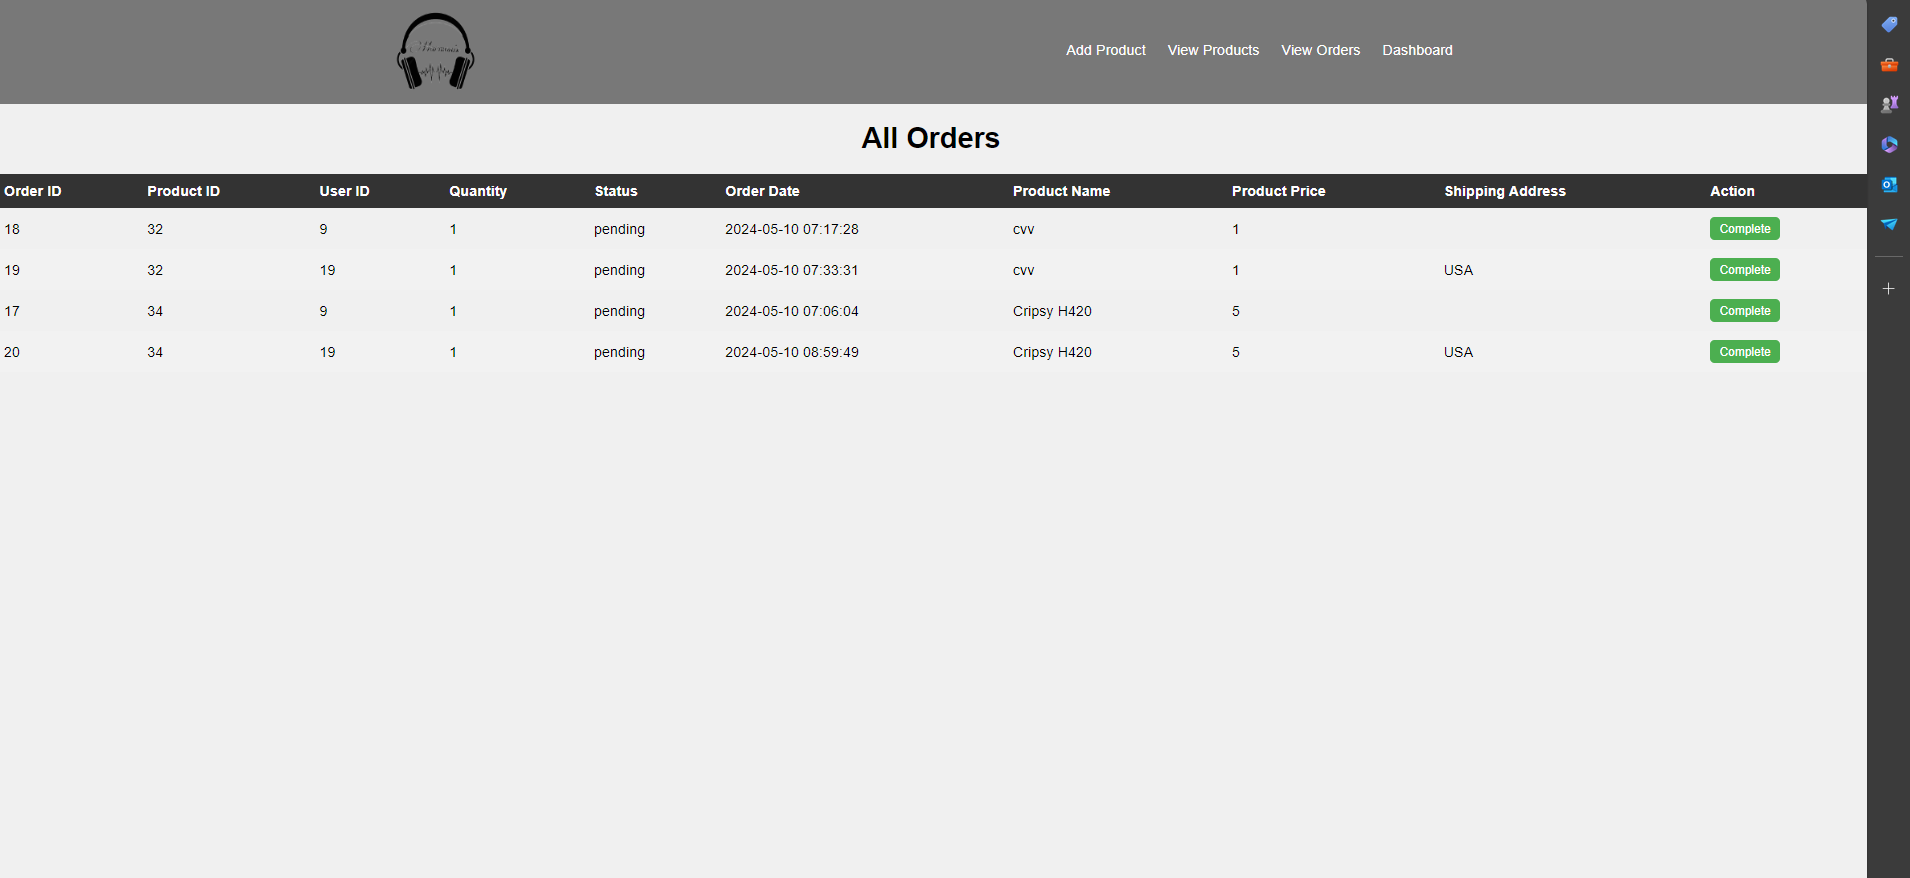 Add Product View Products View Orders Dashboard
All Orders
Order ID Product ID User ID Quantity Status Order Date Product Name Product Price Shipping Address Action
18 32 9 1 pending 2024-05-10 07:17:28 cvv 1 Complete
19 32 19 1 pending 2024-05-10 07:33:31 cvv 1 USA Complete
17 34 9 1 pending 2024-05-10 07:06:04 Cripsy H420 5 Complete
20 34 19 1 pending 2024-05-10 08:59:49 Cripsy H420 5 USA Complete